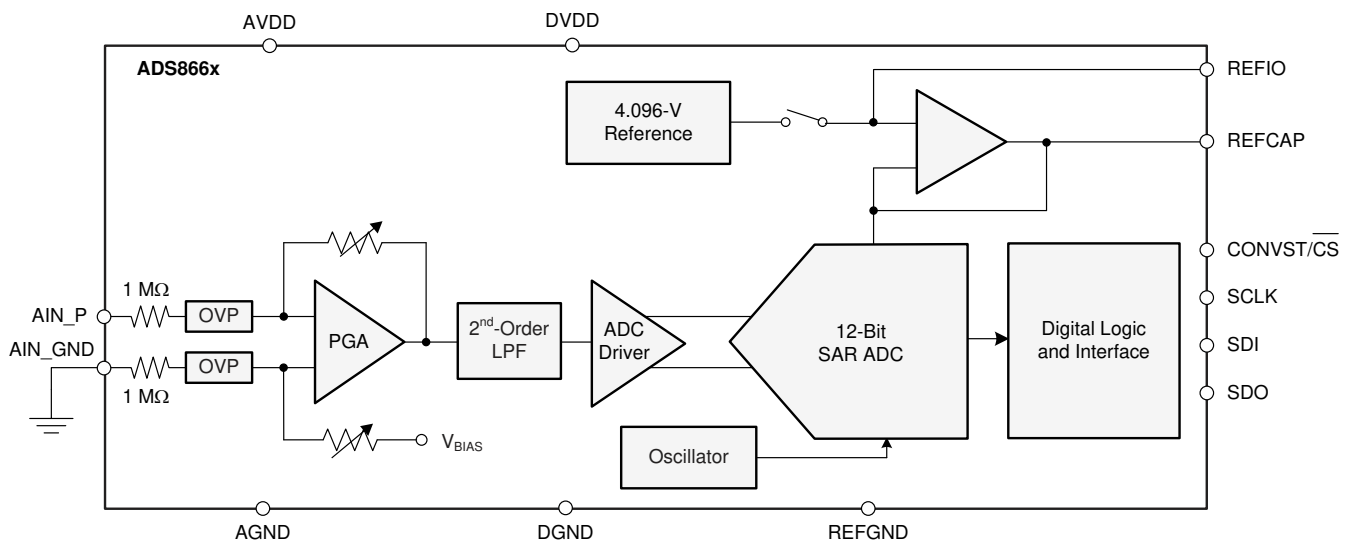 AVDD
DVDD
ADS866x
4.096-V
Reference
REFIO
REFCAP
CONVST/C̅S̅
SCLK
SDI
SDO
1 MΩ
AIN_P
OVP
AIN_GND
OVP
1 MΩ
PGA
VBIAS
2nd-Order
LPF
ADC
Driver
12-Bit
SAR ADC
Digital Logic
and Interface
Oscillator
AGND
DGND
REFGND